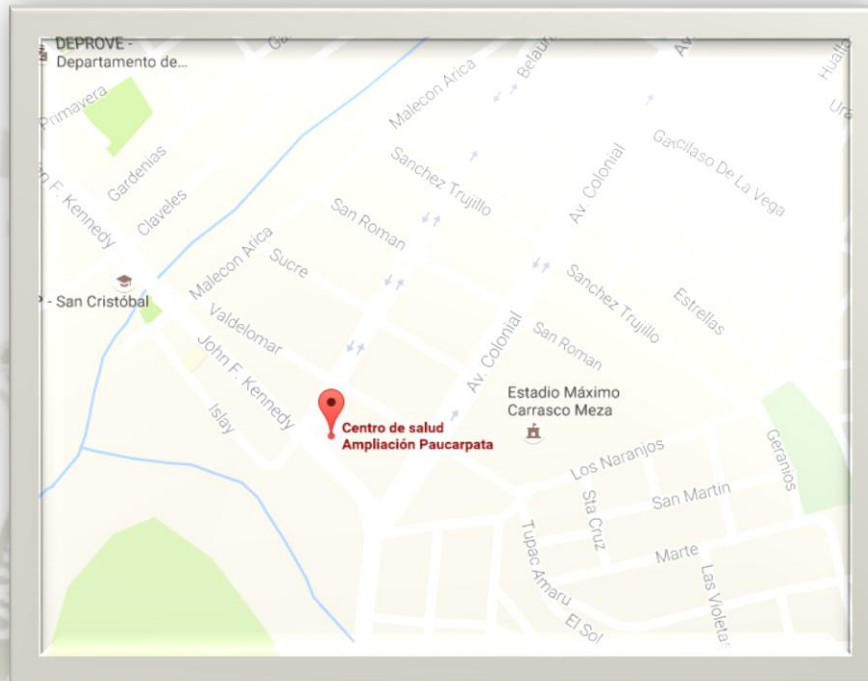 DEPROVE -
Departamento de...
Primavera
Gardenias
Claveles
F. Kennedy
- San Cristóbal
Malecon Arica
Malecon Arica
Belaun
Av.
Av. Colonial
Av. Colonial
Garcilaso De La Vega
Sanchez Trujillo
San Roman
Sucre
Valdelomar
John F. Kennedy
Islay
Sanchez Trujillo
Estrellas
San Roman
Centro de salud
Ampliación Paucarpata
Estadio Máximo
Carrasco Meza
Los Naranjos
Geranios
San Martin
Sta Cruz
Marte
Tupac Amaru
El Sol
Las Violetas